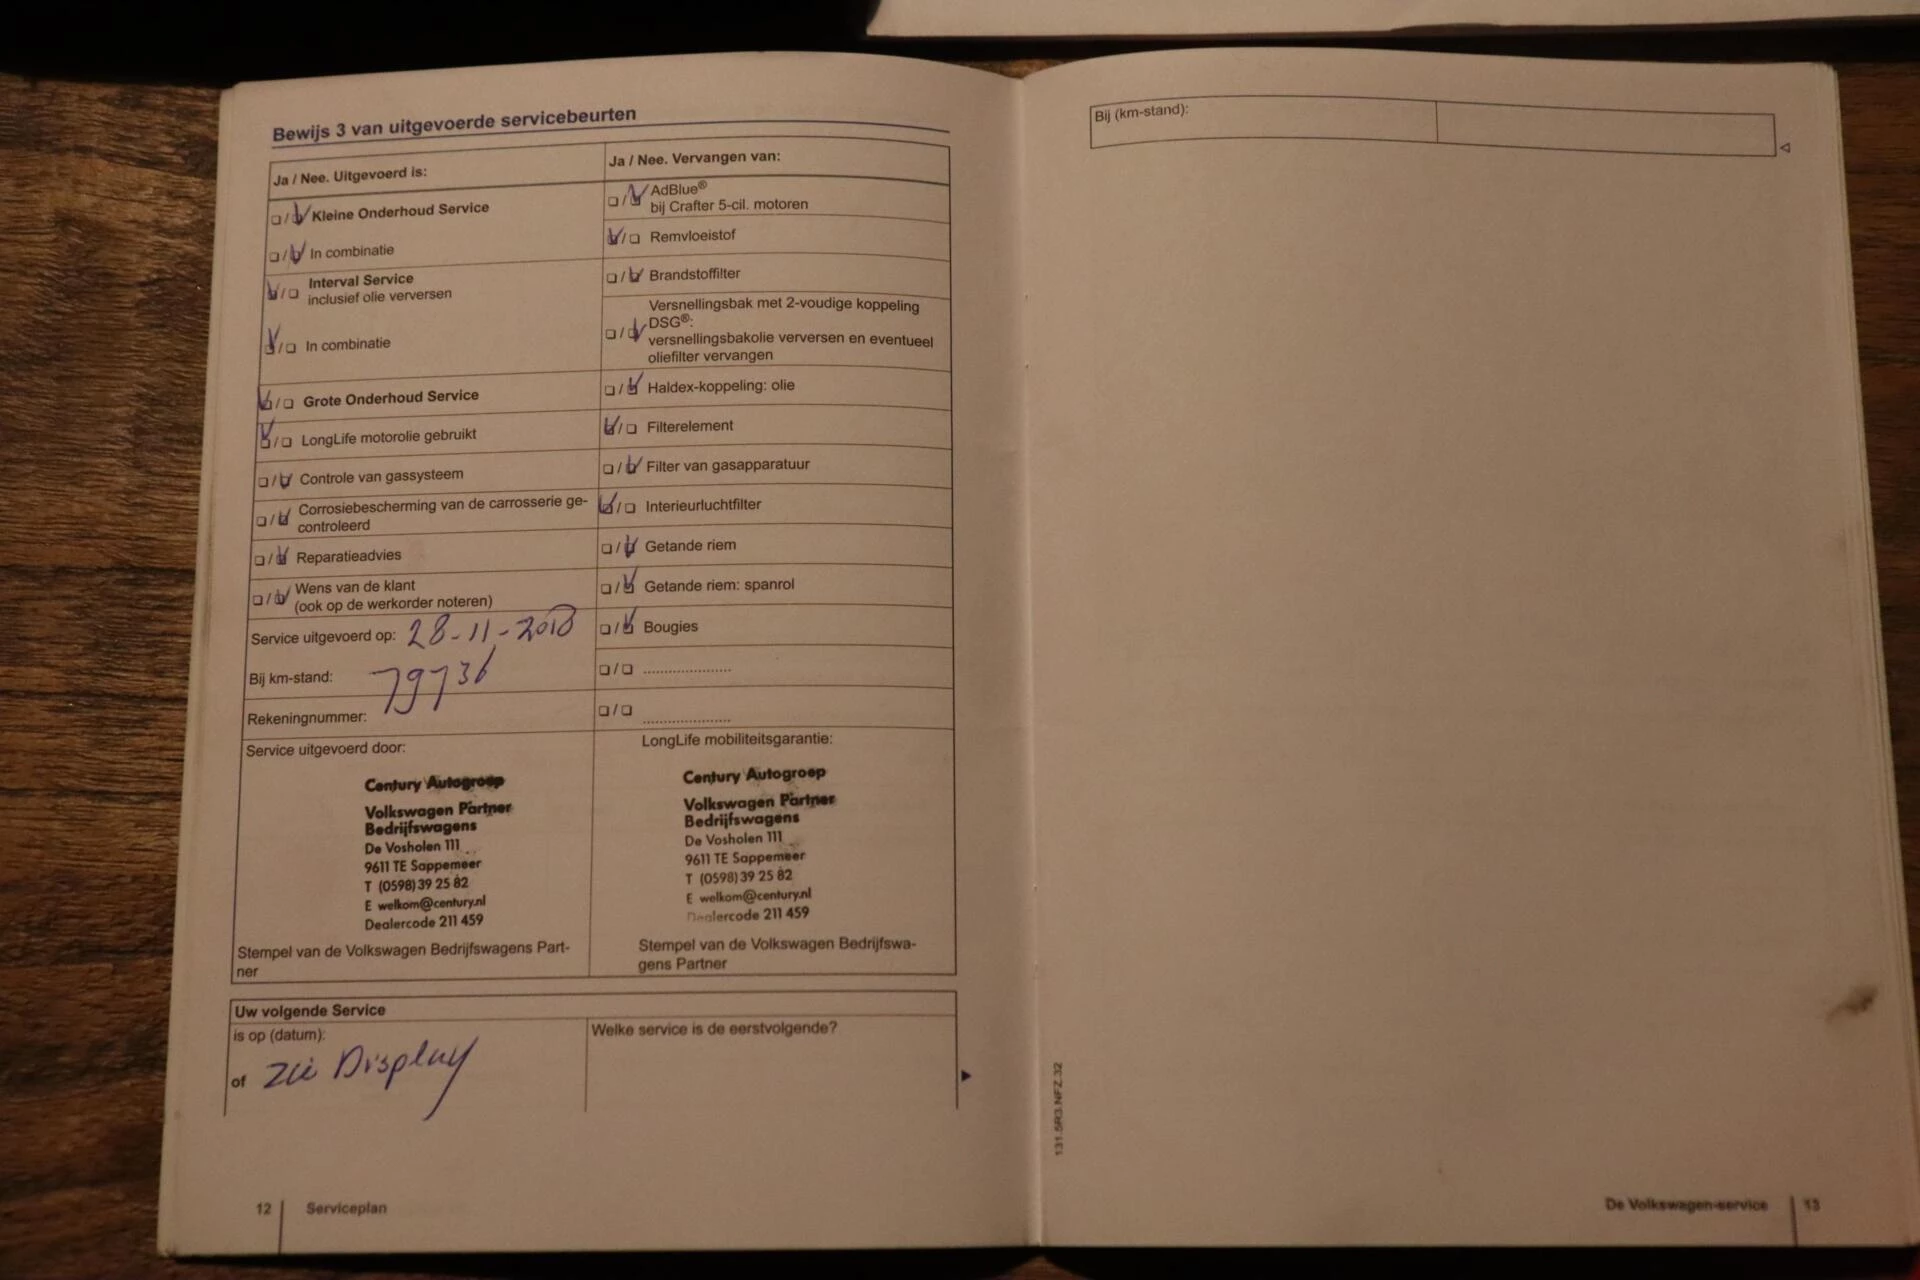 Bewijs 3 van uitgevoerde servicebeurten
Ja / Nee. Uitgevoerd is:
Kleine Onderhoud Service
In combinatie
Interval Service
inclusief olie verversen
In combinatie
Grote Onderhoud Service
LongLife motorolie gebruikt
Controle van gassysteem
Corrosiebescherming van de carrosserie ge-
controleerd
Reparatieadvies
Wens van de klant
(ook op de werkorder noteren)
Service uitgevoerd op: 28-11-2018
Bij km-stand: 79736
Rekeningnummer:
Ja / Nee. Vervangen van:
AdBlue®
bij Crafter 5-cil. motoren
Remvloeistof
Brandstoffilter
Versnellingsbak met 2-voudige koppeling
DSG®:
versnellingsbakolie verversen en eventueel
oliefilter vervangen
Haldex-koppeling: olie
Filterelement
Filter van gasapparatuur
Interieurluchtfilter
Getande riem
Getande riem: spanrol
Bougies
Service uitgevoerd door:
Century Autogroep
Volkswagen Partner
Bedrijfswagens
De Vosholen 111
9611 TE Sappemeer
T (0598) 39 25 82
E welkom@century.nl
Dealercode 211 459
Stempel van de Volkswagen Bedrijfswagens Part-
ner
LongLife mobiliteitsgarantie:
Century Autogroep
Volkswagen Partner
Bedrijfswagens
De Vosholen 111
9611 TE Sappemeer
T (0598) 39 25 82
E welkom@century.nl
Dealercode 211 459
Stempel van de Volkswagen Bedrijfswa-
gens Partner
Uw volgende Service
is op (datum):
of zie Display
Welke service is de eerstvolgende?
12 Serviceplan
Bij (km-stand):
131.5R3.NFZ.32
De Volkswagen-service 13